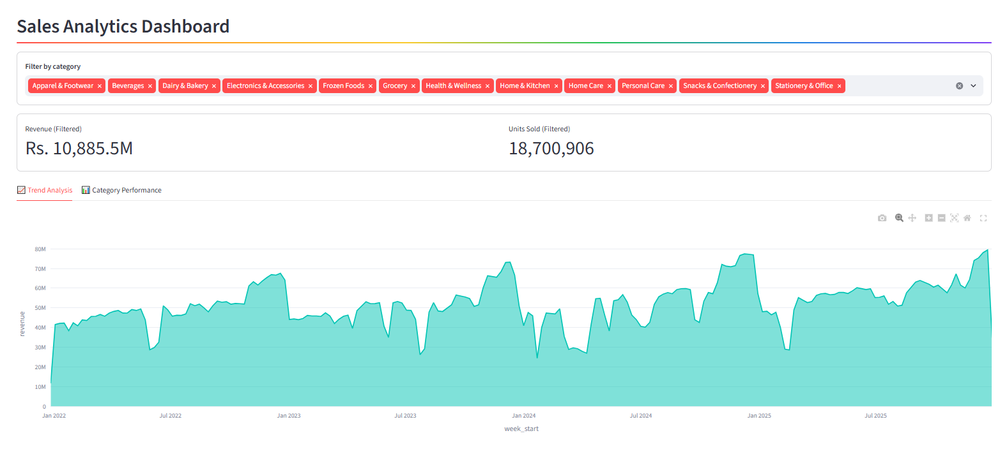 Sales Analytics Dashboard
Filter by category
Apparel & Footwear × Beverages × Dairy & Bakery × Electronics & Accessories × Frozen Foods × Grocery × Health & Wellness × Home & Kitchen × Home Care × Personal Care × Snacks & Confectionery × Stationery & Office ×
Revenue (Filtered) Units Sold (Filtered)
Rs. 10,885.5M 18,700,906
Trend Analysis Category Performance
80M
70M
60M
50M
40M
30M
20M
10M
0
revenue
Jan 2022 Jul 2022 Jan 2023 Jul 2023 Jan 2024 Jul 2024 Jan 2025 Jul 2025
week_start